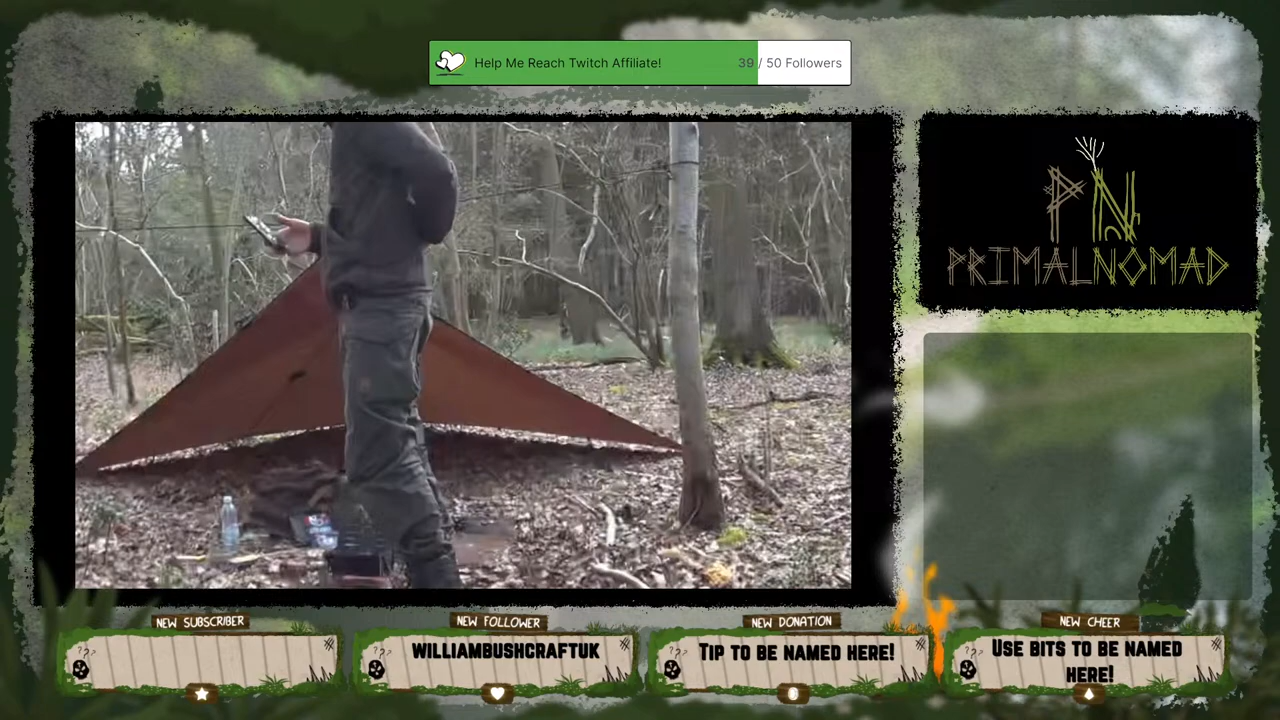 Help Me Reach Twitch Affiliate!
39 / 50 Followers
PN
PRIMALNOMAD
NEW SUBSCRIBER
NEW FOLLOWER
WILLIAMBUSHCRAFTUK
NEW DONATION
TIP TO BE NAMED HERE!
NEW CHEER
USE BITS TO BE NAMED
HERE!
???
???
???
???